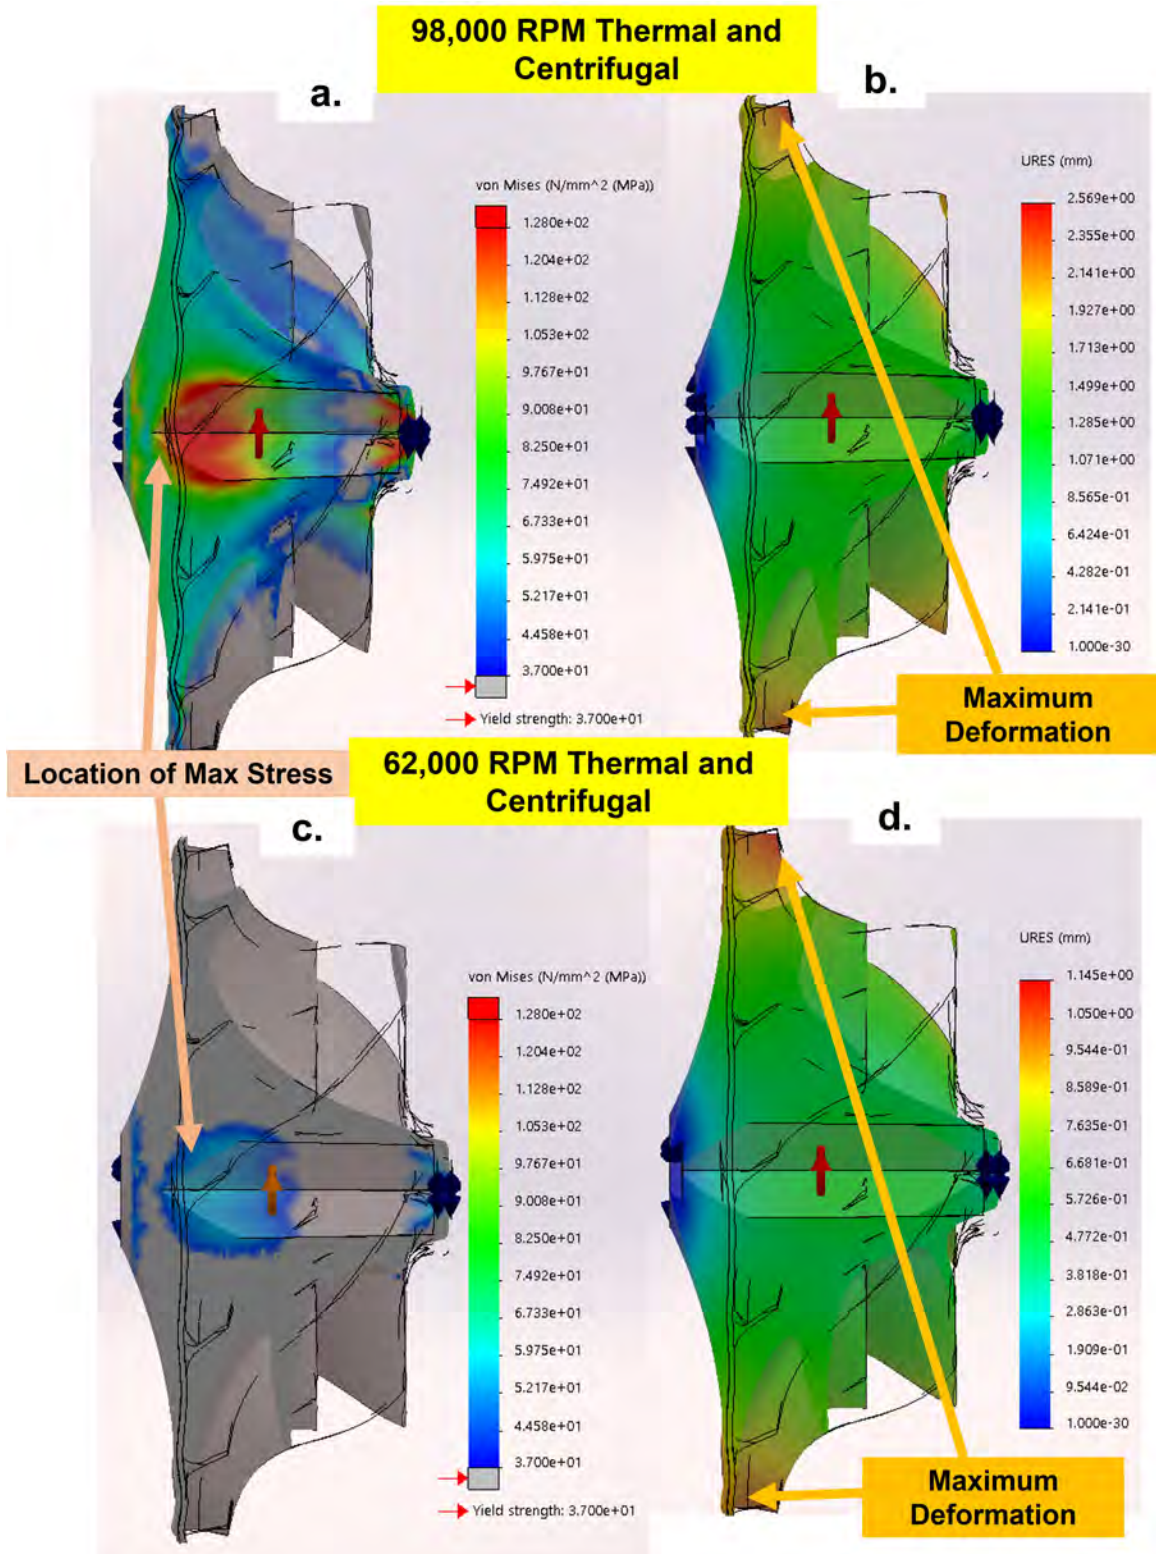 98,000 RPM Thermal and
Centrifugal
a.
b.
von Mises (N/mm^2 (MPa))
1.280e+02
1.204e+02
1.128e+02
1.053e+02
9.767e+01
9.008e+01
8.250e+01
7.492e+01
6.733e+01
5.975e+01
5.217e+01
4.458e+01
3.700e+01
Yield strength: 3.700e+01
URES (mm)
2.569e+00
2.355e+00
2.141e+00
1.927e+00
1.713e+00
1.499e+00
1.285e+00
1.071e+00
8.565e-01
6.424e-01
4.282e-01
2.141e-01
1.000e-30
Maximum
Deformation
Location of Max Stress
62,000 RPM Thermal and
Centrifugal
c.
d.
von Mises (N/mm^2 (MPa))
1.280e+02
1.204e+02
1.128e+02
1.053e+02
9.767e+01
9.008e+01
8.250e+01
7.492e+01
6.733e+01
5.975e+01
5.217e+01
4.458e+01
3.700e+01
Yield strength: 3.700e+01
URES (mm)
1.145e+00
1.050e+00
9.544e-01
8.589e-01
7.635e-01
6.681e-01
5.726e-01
4.772e-01
3.818e-01
2.863e-01
1.909e-01
9.544e-02
1.000e-30
Maximum
Deformation